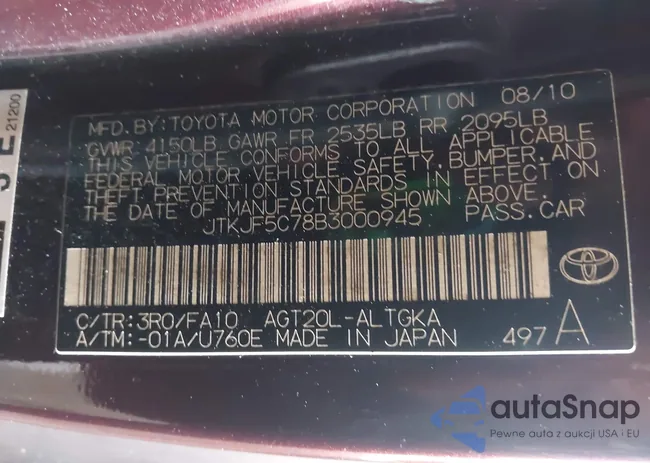 MFD. BY: TOYOTA MOTOR CORPORATION 08/10
GVWR 4150LB GAWR FR 2535LB RR 2095LB
THIS VEHICLE CONFORMS TO ALL APPLICABLE
FEDERAL MOTOR VEHICLE SAFETY, BUMPER, AND
THEFT PREVENTION STANDARDS IN EFFECT ON
THE DATE OF MANUFACTURE SHOWN ABOVE.
JTKJF5C78B3000945 PASS. CAR
C/TR: 3R0/FA10 AGT20L-ALTGKA
A/TM: -01A/U760E MADE IN JAPAN 497 A
21200
autaSnap
Pewne auta z aukcji USA i EU